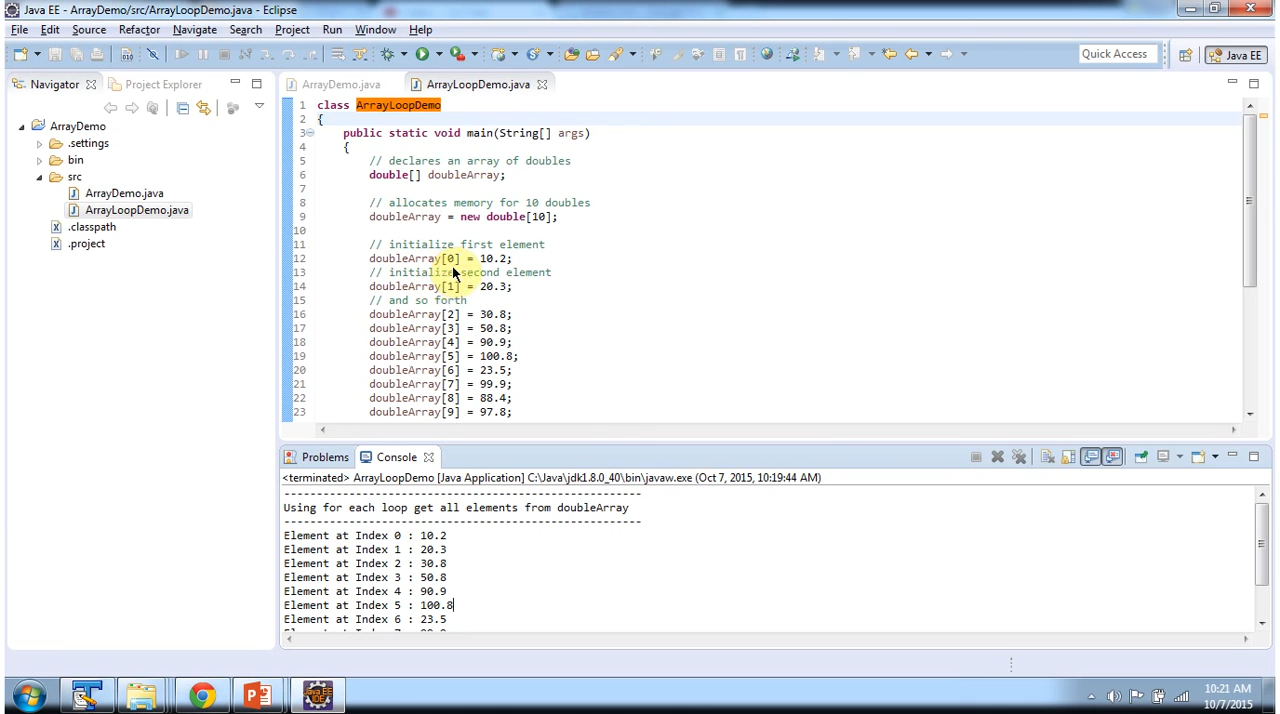 Java EE - ArrayDemo/src/ArrayLoopDemo.java - Eclipse
File Edit Source Refactor Navigate Search Project Run Window Help
Quick Access Java EE
Navigator Project Explorer
ArrayDemo
.settings
bin
src
ArrayDemo.java
ArrayLoopDemo.java
.classpath
.project
ArrayDemo.java ArrayLoopDemo.java
1 class ArrayLoopDemo
2 {
3 public static void main(String[] args)
4 {
5 // declares an array of doubles
6 double[] doubleArray;
7
8 // allocates memory for 10 doubles
9 doubleArray = new double[10];
10
11 // initialize first element
12 doubleArray[0] = 10.2;
13 // initialize second element
14 doubleArray[1] = 20.3;
15 // and so forth
16 doubleArray[2] = 30.8;
17 doubleArray[3] = 50.8;
18 doubleArray[4] = 90.9;
19 doubleArray[5] = 100.8;
20 doubleArray[6] = 23.5;
21 doubleArray[7] = 99.9;
22 doubleArray[8] = 88.4;
23 doubleArray[9] = 97.8;
Problems Console
<terminated> ArrayLoopDemo [Java Application] C:\Java\jdk1.8.0_40\bin\javaw.exe (Oct 7, 2015, 10:19:44 AM)
-------------------------------------------------------
Using for each loop get all elements from doubleArray
-------------------------------------------------------
Element at Index 0 : 10.2
Element at Index 1 : 20.3
Element at Index 2 : 30.8
Element at Index 3 : 50.8
Element at Index 4 : 90.9
Element at Index 5 : 100.8
Element at Index 6 : 23.5
Java EE IDE
10:21 AM
10/7/2015